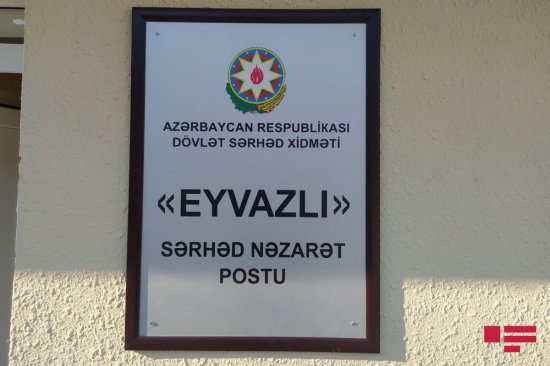 AZƏRBAYCAN RESPUBLİKASI
DÖVLƏT SƏRHƏD XİDMƏTİ
«EYVAZLI»
SƏRHƏD NƏZARƏT
POSTU